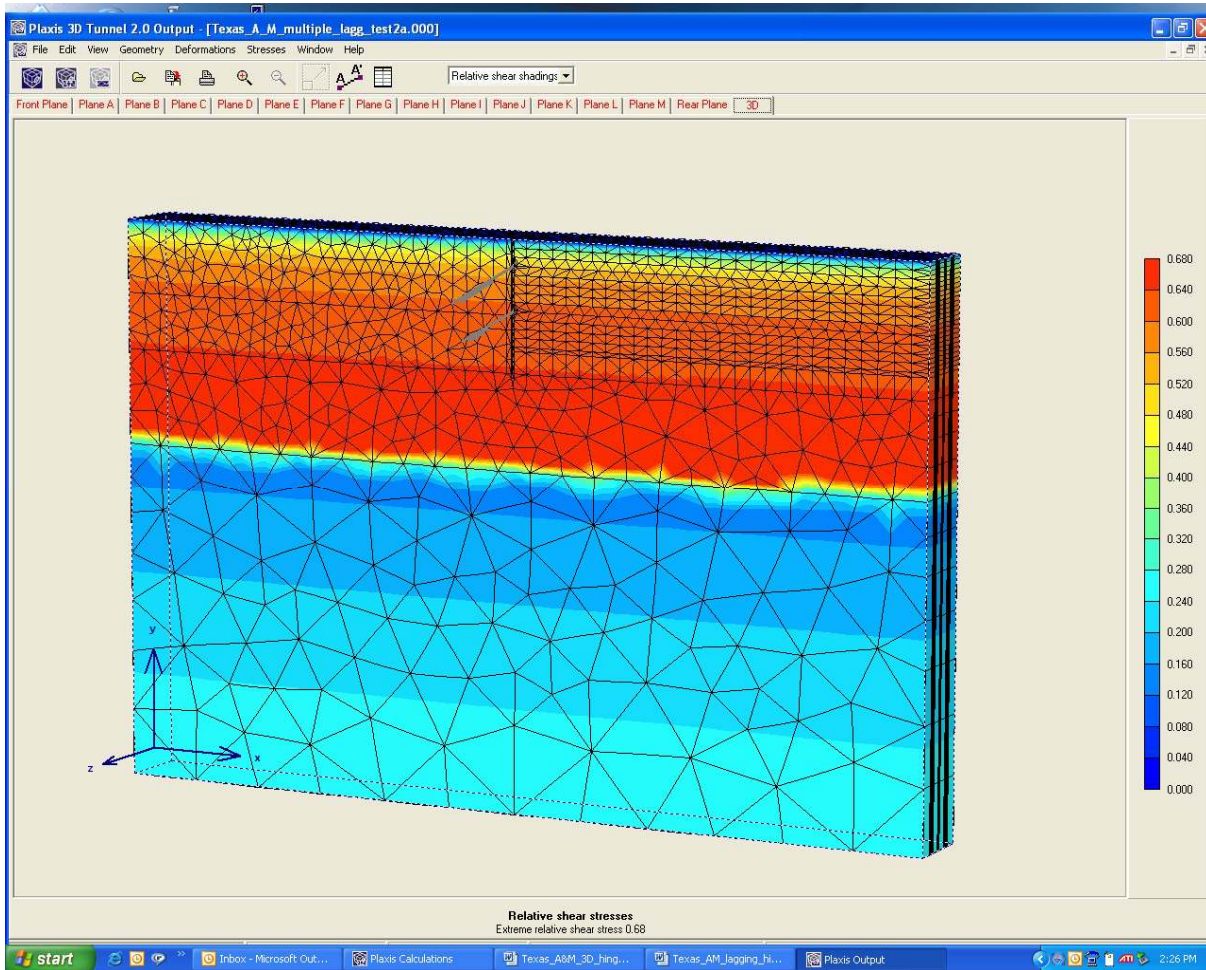 Plaxis 3D Tunnel 2.0 Output - [Texas_A_M_multiple_lagg_test2a.000]
File Edit View Geometry Deformations Stresses Window Help
A A'
Relative shear shadings
Front Plane Plane A Plane B Plane C Plane D Plane E Plane F Plane G Plane H Plane I Plane J Plane K Plane L Plane M Rear Plane 3D
0.680
0.640
0.600
0.560
0.520
0.480
0.440
0.400
0.360
0.320
0.280
0.240
0.200
0.160
0.120
0.080
0.040
0.000
y
x
z
Relative shear stresses
Extreme relative shear stress 0.68
start
Inbox - Microsoft Out...
Plaxis Calculations
Texas_A&M_3D_hing...
Texas_AM_lagging_hi...
Plaxis Output
ATI
2:26 PM